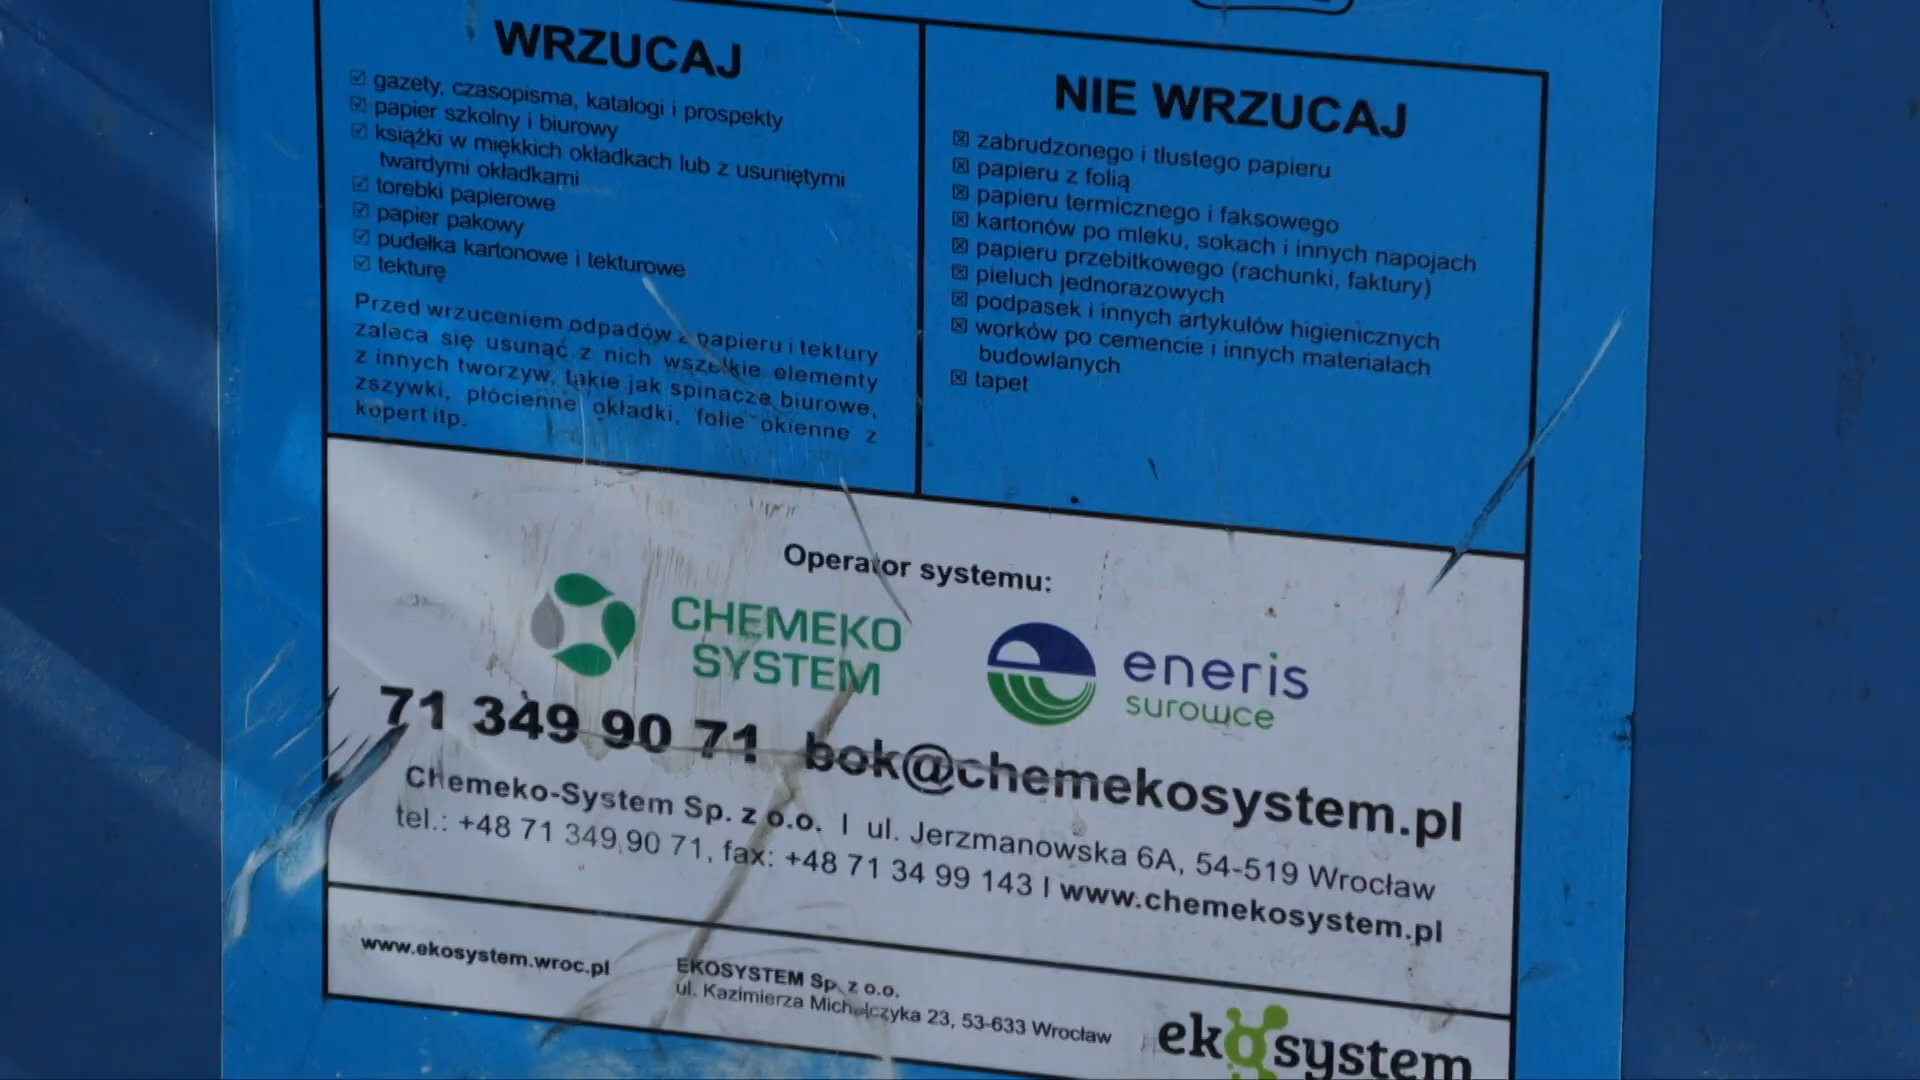 WRZUCAJ
☑ gazety, czasopisma, katalogi i prospekty
☑ papier szkolny i biurowy
☑ książki w miękkich okładkach lub z usuniętymi
twardymi okładkami
☑ torebki papierowe
☑ papier pakowy
☑ pudełka kartonowe i tekturowe
☑ tekturę
Przed wrzuceniem odpadów z papieru i tektury
zaleca się usunąć z nich wszelkie elementy
z innych tworzyw, takie jak spinacze biurowe,
zszywki, płócienne okładki, folie okienne z
kopert itp.
NIE WRZUCAJ
☒ zabrudzonego i tłustego papieru
☒ papieru z folią
☒ papieru termicznego i faksowego
☒ kartonów po mleku, sokach i innych napojach
☒ papieru przebitkowego (rachunki, faktury)
☒ pieluch jednorazowych
☒ podpasek i innych artykułów higienicznych
☒ worków po cemencie i innych materiałach
budowlanych
☒ tapet
Operator systemu:
CHEMEKO
SYSTEM
eneris
surowce
71 349 90 71 bok@chemekosystem.pl
Chemeko-System Sp. z o.o. | ul. Jerzmanowska 6A, 54-519 Wrocław
tel.: +48 71 349 90 71, fax: +48 71 34 99 143 | www.chemekosystem.pl
www.ekosystem.wroc.pl
EKOSYSTEM Sp. z o.o.
ul. Kazimierza Michalczyka 23, 53-633 Wrocław
ekosystem